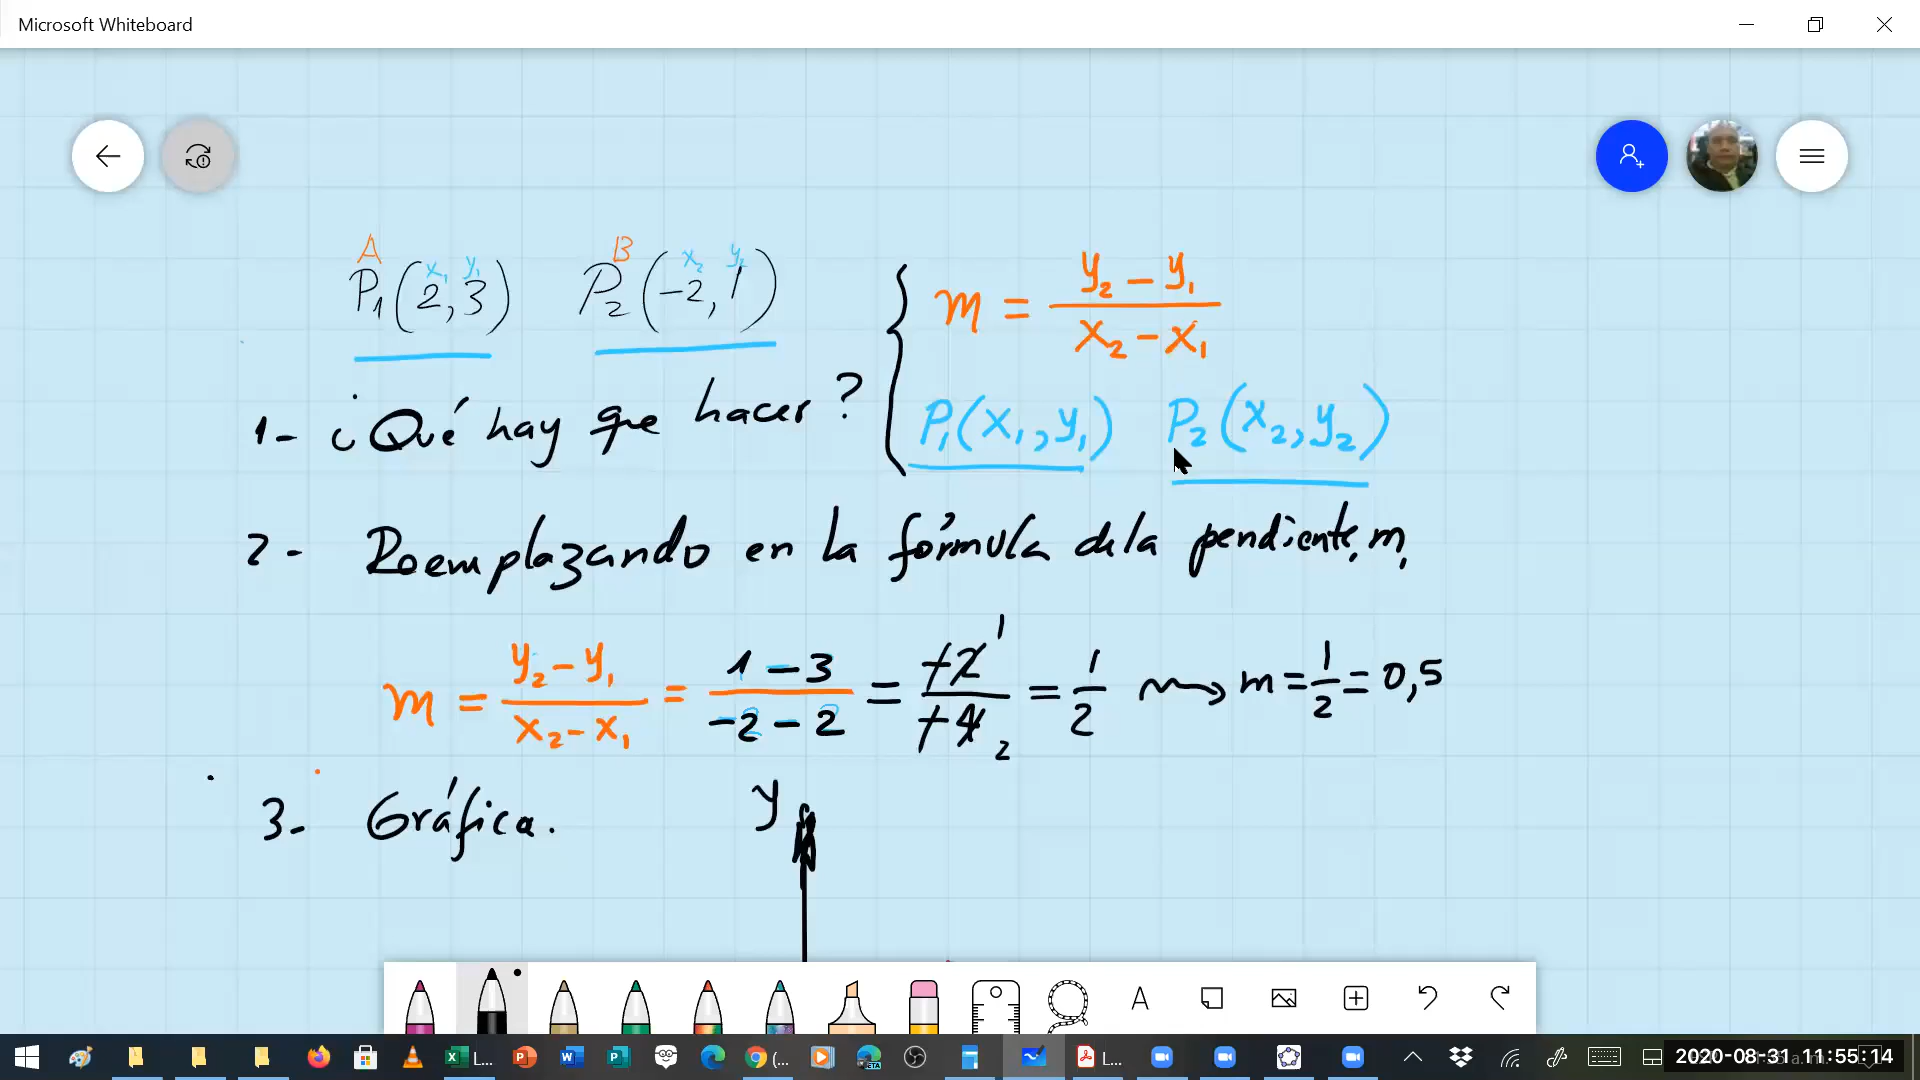 Microsoft Whiteboard
A B
x₁ y₁ x₂ y₂
P₁(2,3) P₂(-2,1)
m = (y₂ - y₁)/(x₂ - x₁)
1- ¿Qué hay que hacer?
P₁(x₁,y₁) P₂(x₂,y₂)
2- Reemplazando en la fórmula de la pendiente, m,
m = (y₂ - y₁)/(x₂ - x₁) = (1 - 3)/(-2 - 2) = -2/-4 = 1/2 → m = 1/2 = 0,5
1
2
3- Gráfica. y
A
L... (... L... 2020-08-31 11:55:14